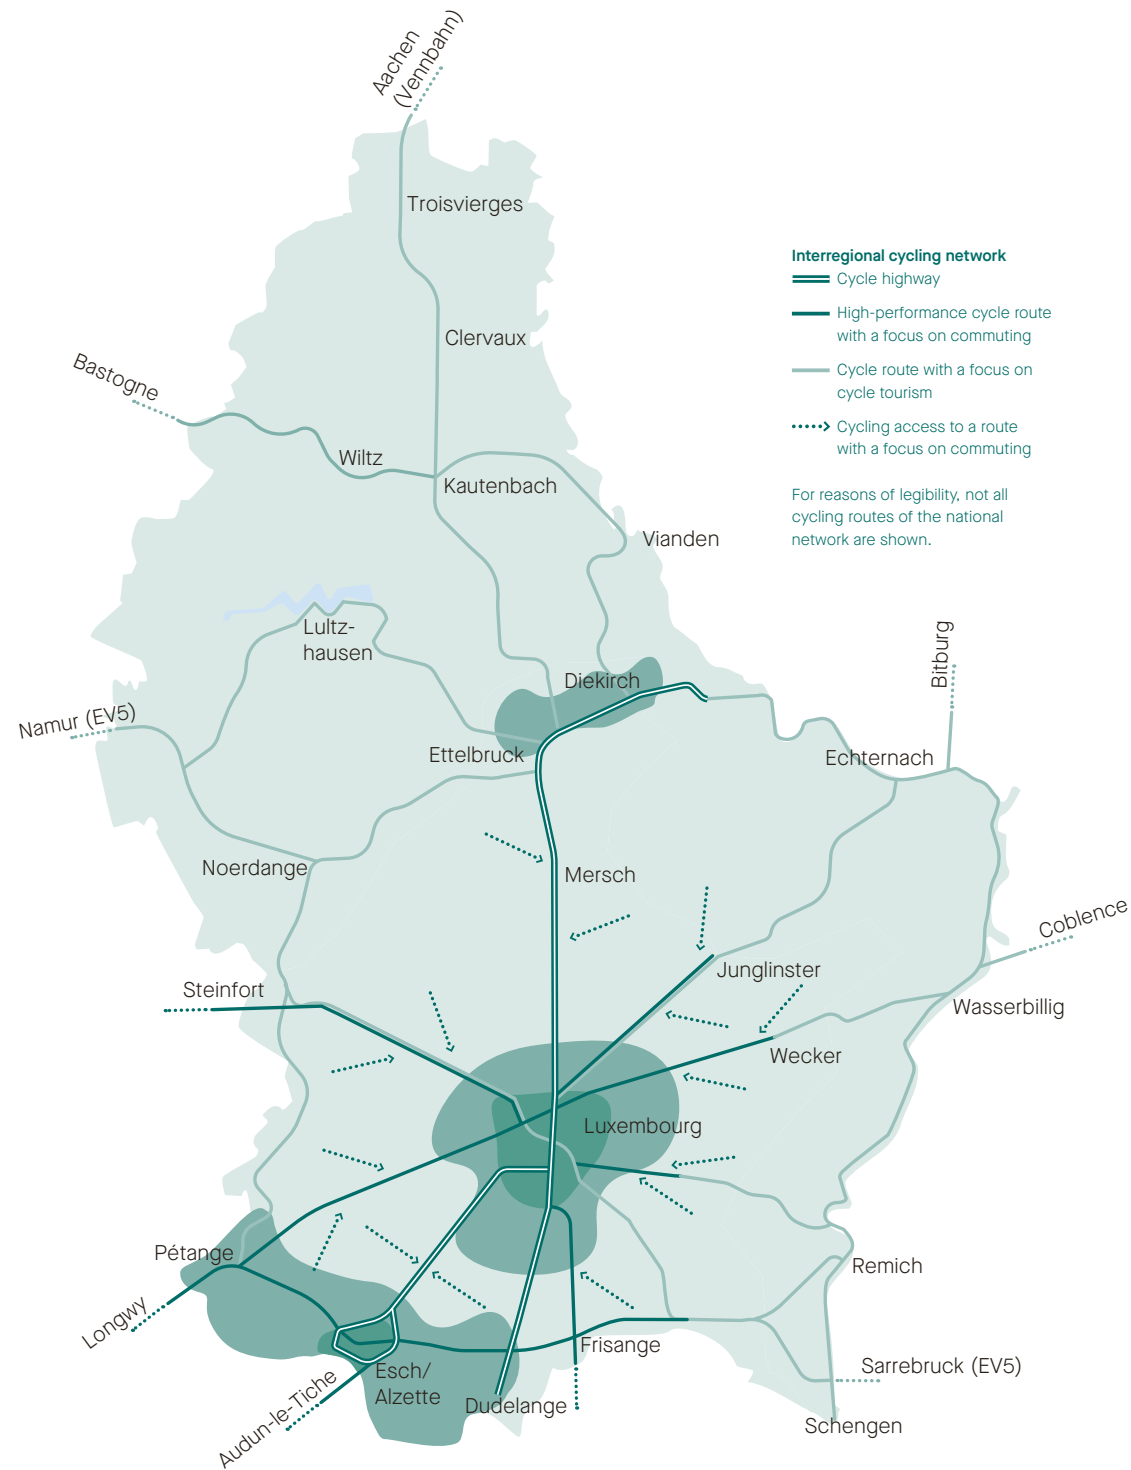 Aachen
(Vennbahn)
Troisvierges
Interregional cycling network
Cycle highway
High-performance cycle route
with a focus on commuting
Cycle route with a focus on
cycle tourism
Cycling access to a route
with a focus on commuting
For reasons of legibility, not all
cycling routes of the national
network are shown.
Clervaux
Bastogne
Wiltz
Kautenbach
Vianden
Lultz-
hausen
Bitburg
Diekirch
Namur (EV5)
Ettelbruck
Echternach
Noerdange
Mersch
Coblence
Junglinster
Steinfort
Wasserbillig
Wecker
Luxembourg
Pétange
Remich
Longwy
Frisange
Sarrebruck (EV5)
Esch/
Alzette
Audun-le-Tiche
Dudelange
Schengen